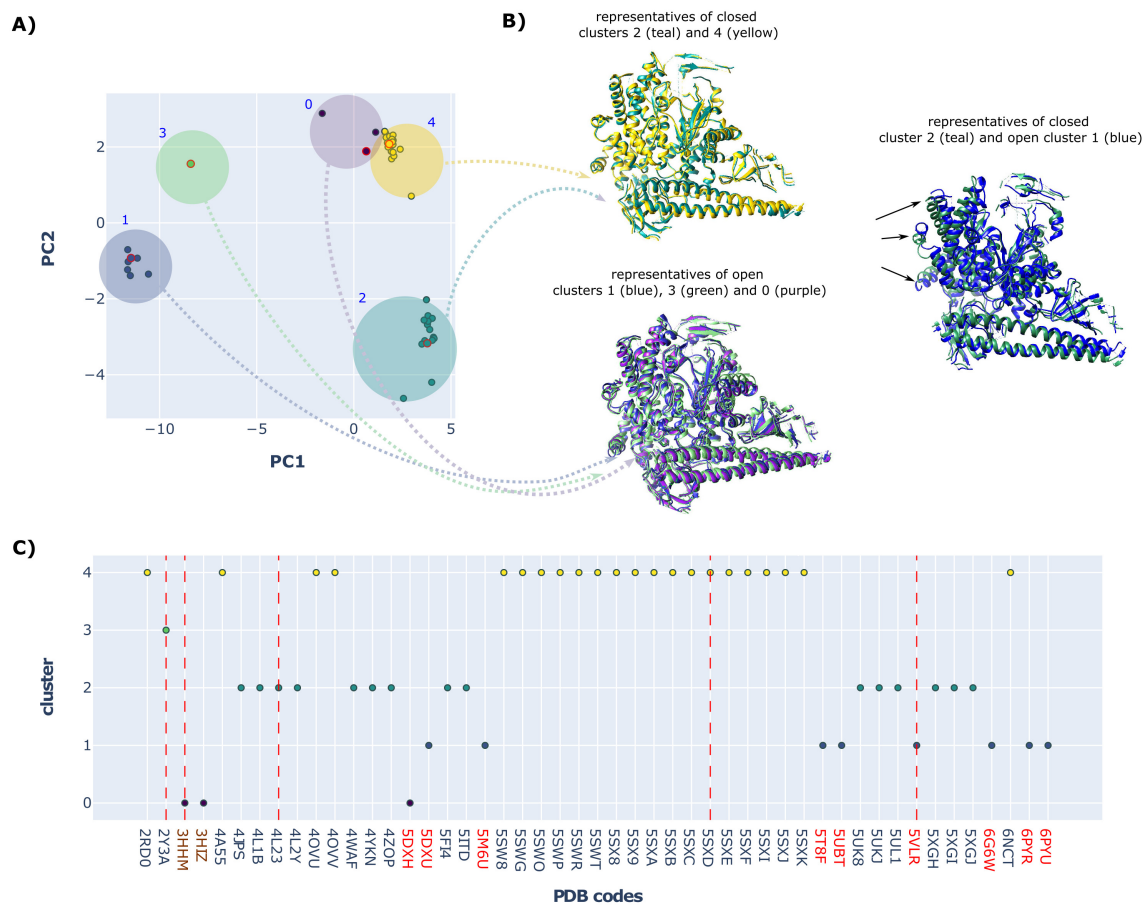 A)
B)
representatives of closed
clusters 2 (teal) and 4 (yellow)
0
3
4
2
representatives of closed
cluster 2 (teal) and open cluster 1 (blue)
PC2
0
1
representatives of open
clusters 1 (blue), 3 (green) and 0 (purple)
−2
2
−4
−10
−5
0
5
PC1
C)
4
3
cluster
2
1
0
2RD0
2Y3A
3HHM
3HIZ
4A55
4JPS
4L1B
4L23
4L2Y
4OVU
4OVV
4WAF
4YKN
4ZOP
5DXH
5DXU
5FI4
5ITD
5M6U
5SW8
5SWG
5SWO
5SWP
5SWR
5SWT
5SX8
5SX9
5SXA
5SXB
5SXC
5SXD
5SXE
5SXF
5SXI
5SXJ
5SXK
5T8F
5UBT
5UK8
5UKJ
5UL1
5VLR
5XGH
5XGI
5XGJ
6G6W
6NCT
6PYR
6PYU
PDB codes